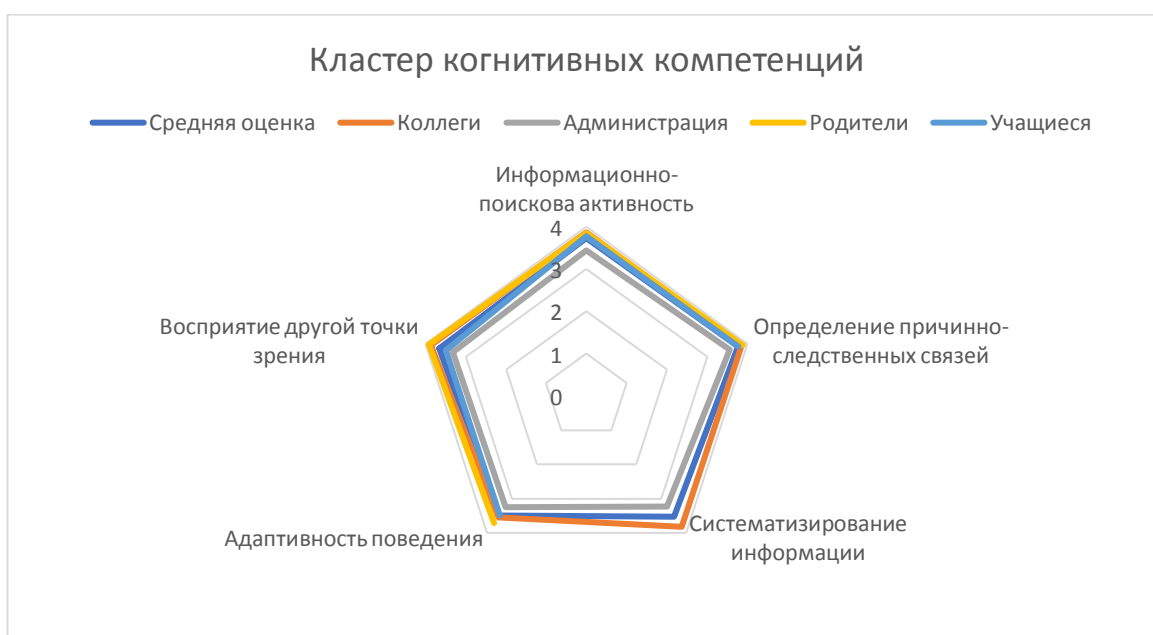 Кластер когнитивных компетенций
Средняя оценка Коллеги Администрация Родители Учащиеся
Информационно-
поискова активность
4
3
2
1
0
Определение причинно-
следственных связей
Систематизирование
информации
Адаптивность поведения
Восприятие другой точки
зрения